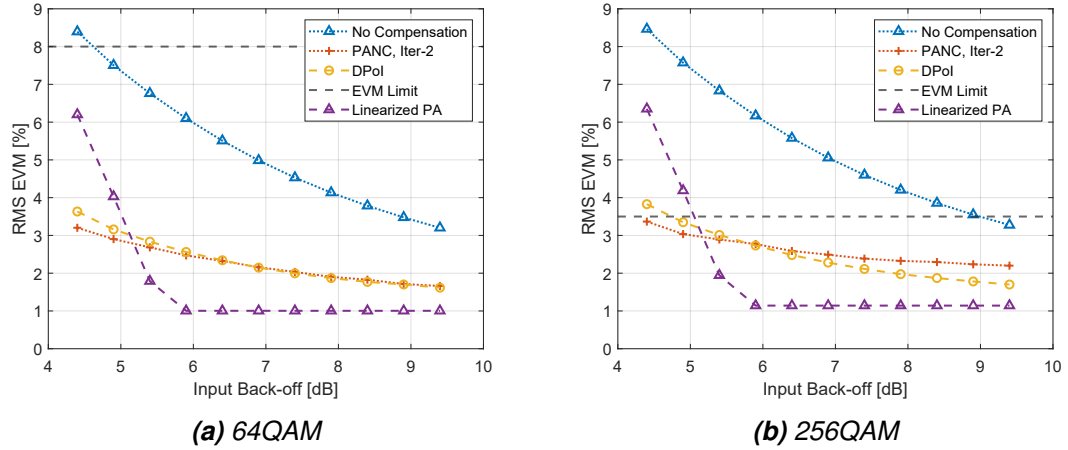 9
8
7
6
5
4
3
2
1
0
RMS EVM [%]
4 5 6 7 8 9 10
Input Back-off [dB]
No Compensation
PANC, Iter-2
DPoI
EVM Limit
Linearized PA
(a) 64QAM
9
8
7
6
5
4
3
2
1
0
RMS EVM [%]
4 5 6 7 8 9 10
Input Back-off [dB]
No Compensation
PANC, Iter-2
DPoI
EVM Limit
Linearized PA
(b) 256QAM